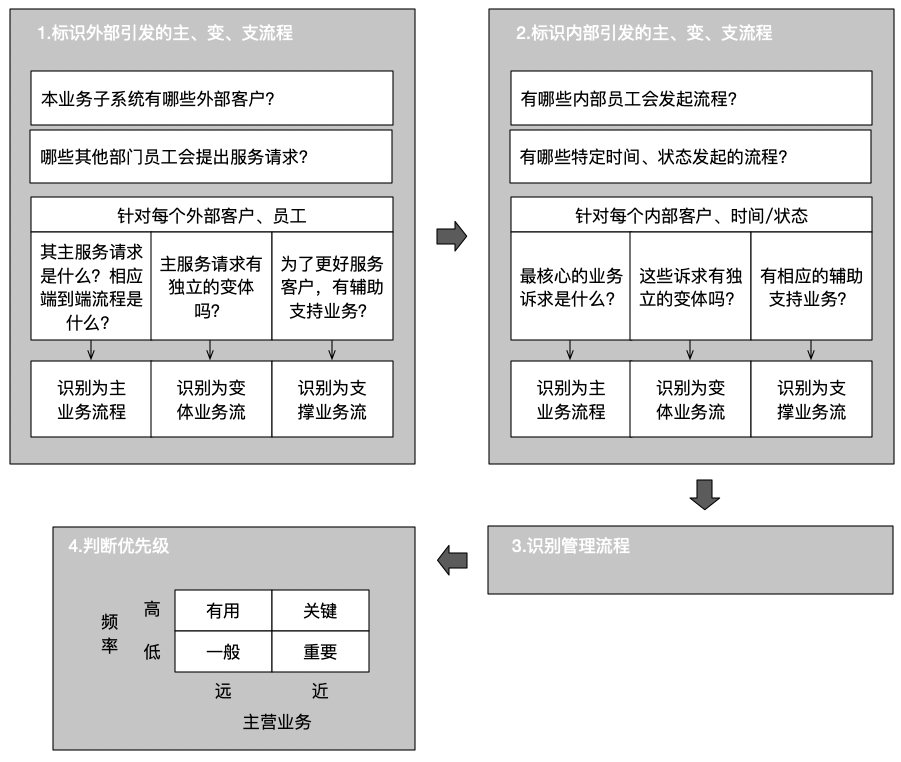 1.标识外部引发的主、变、支流程
本业务子系统有哪些外部客户?
哪些其他部门员工会提出服务请求?
针对每个外部客户、员工
其主服务请求
是什么?相应
端到端流程是
什么?
主服务请求有
独立的变体
吗?
为了更好服务
客户，有辅助
支持业务?
识别为主
业务流程
识别为变
体业务流
识别为支
撑业务流
2.标识内部引发的主、变、支流程
有哪些内部员工会发起流程?
有哪些特定时间、状态发起的流程?
针对每个内部客户、时间/状态
最核心的业务
诉求是什么?
这些诉求有独
立的变体吗?
有相应的辅助
支持业务?
识别为主
业务流程
识别为变
体业务流
识别为支
撑业务流
3.识别管理流程
4.判断优先级
频
率
高
有用
关键
低
一般
重要
远
近
主营业务